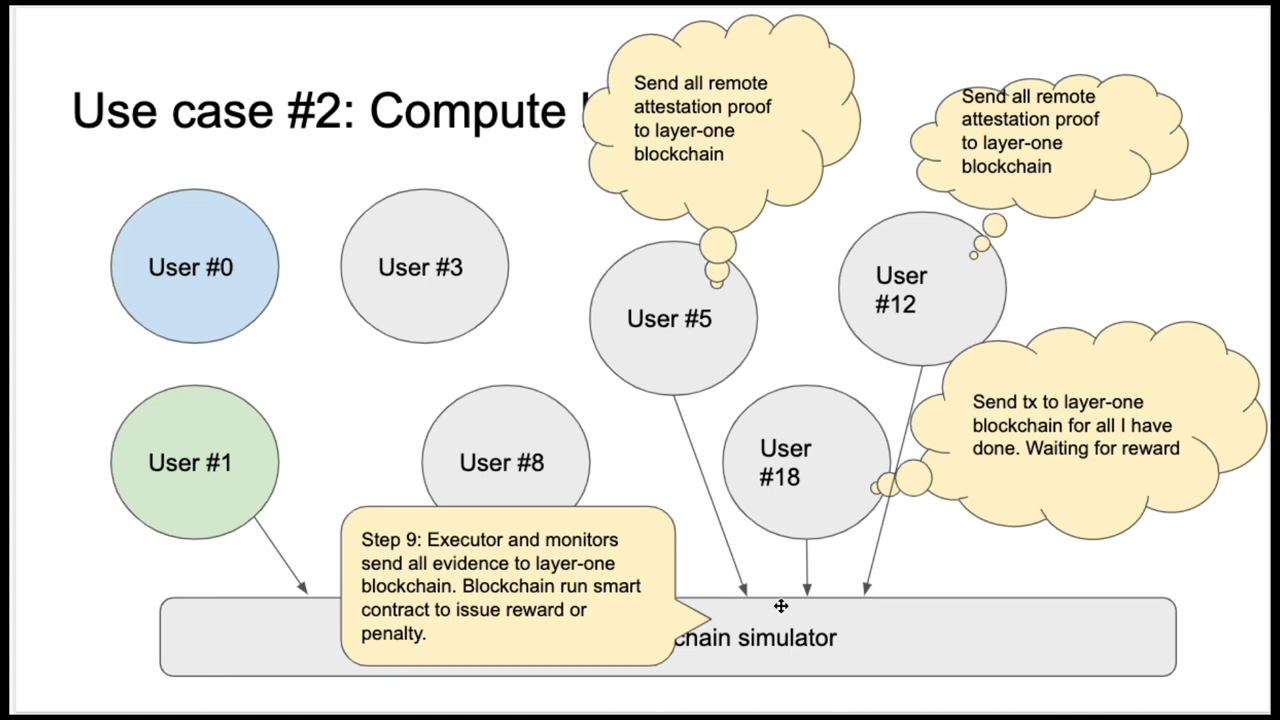 Use case #2: Compute
Send all remote
attestation proof
to layer-one
blockchain
Send all remote
attestation proof
to layer-one
blockchain
User #0
User #3
User #5
User
#12
User #1
User #8
User
#18
Send tx to layer-one
blockchain for all I have
done. Waiting for reward
Step 9: Executor and monitors
send all evidence to layer-one
blockchain. Blockchain run smart
contract to issue reward or
penalty.
chain simulator